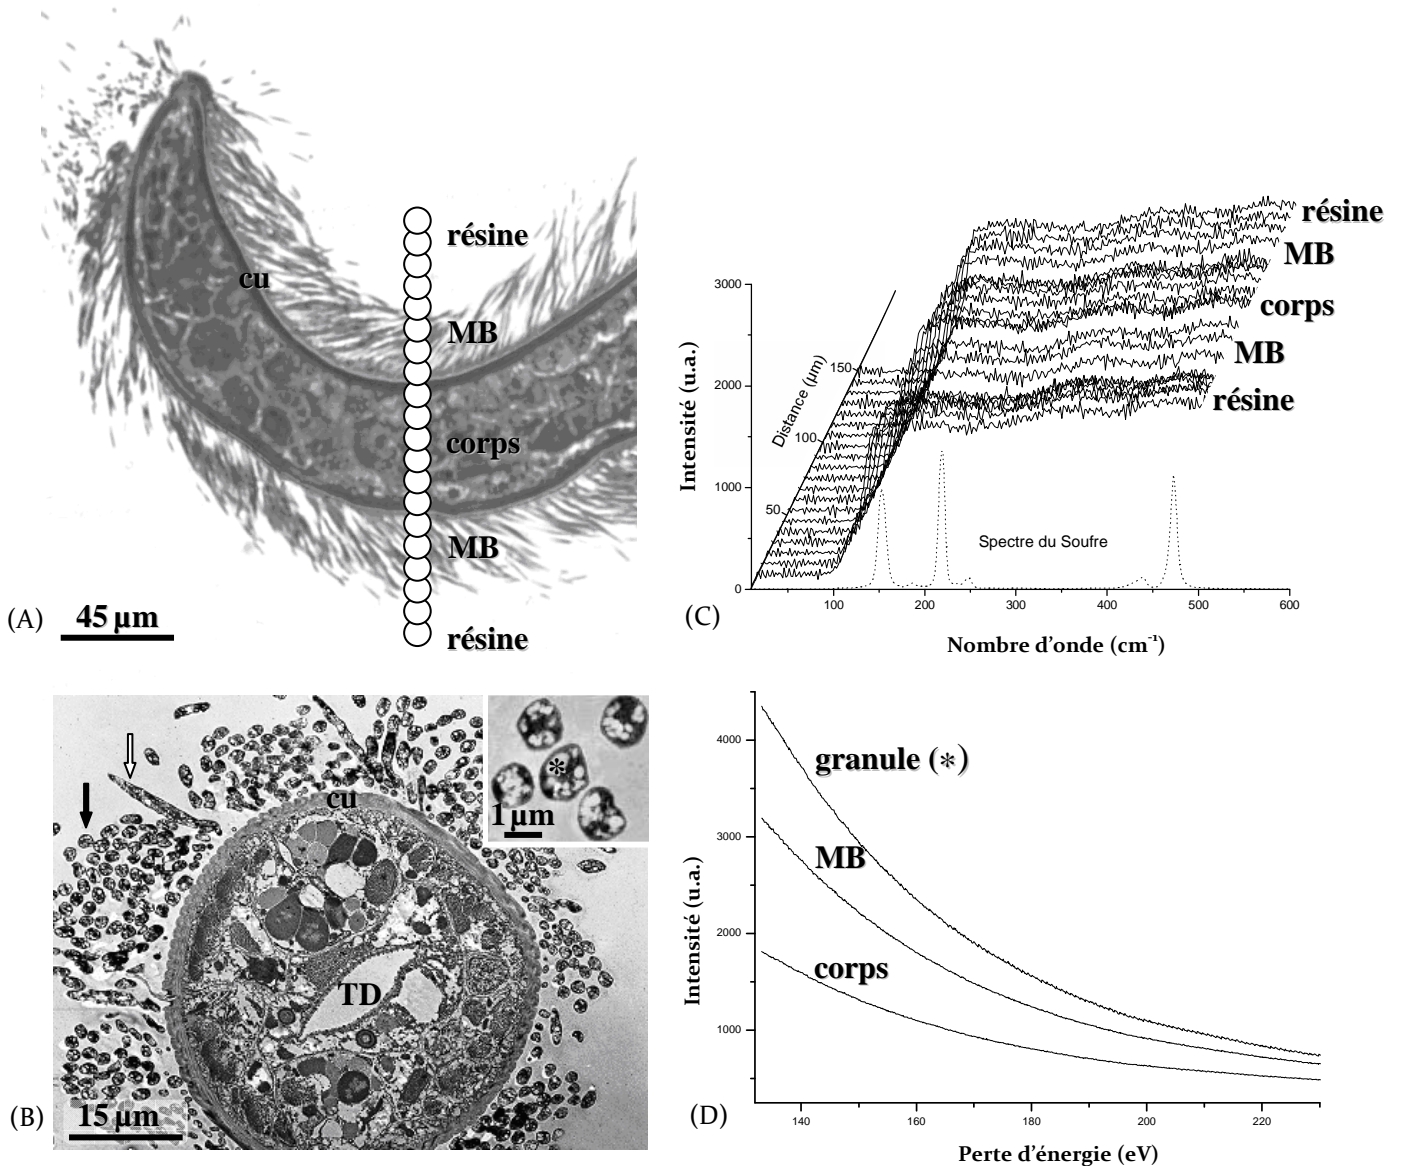 résine
cu
MB
corps
MB
résine
(A)
45 µm
résine
MB
corps
MB
résine
3000
2000
1000
0
Intensité (u.a.)
Distance (µm)
150
100
50
Spectre du Soufre
100
200
300
400
500
600
(C)
Nombre d'onde (cm⁻¹)
cu
*
1 µm
TD
(B)
15 µm
4000
3000
2000
1000
Intensité (u.a.)
granule (*)
MB
corps
140
160
180
200
220
(D)
Perte d'énergie (eV)